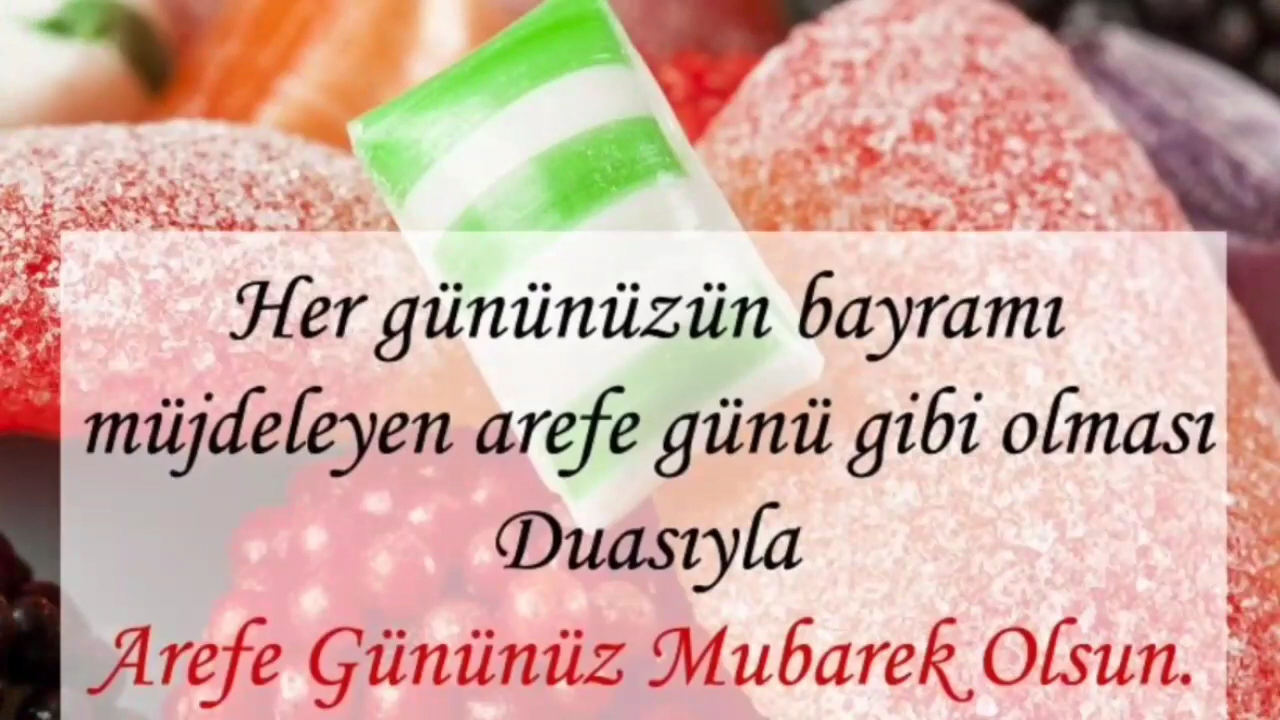 Her gününüzün bayramı
müjdeleyen arefe günü gibi olması
Duasıyla
Arefe Gününüz Mubarek Olsun.